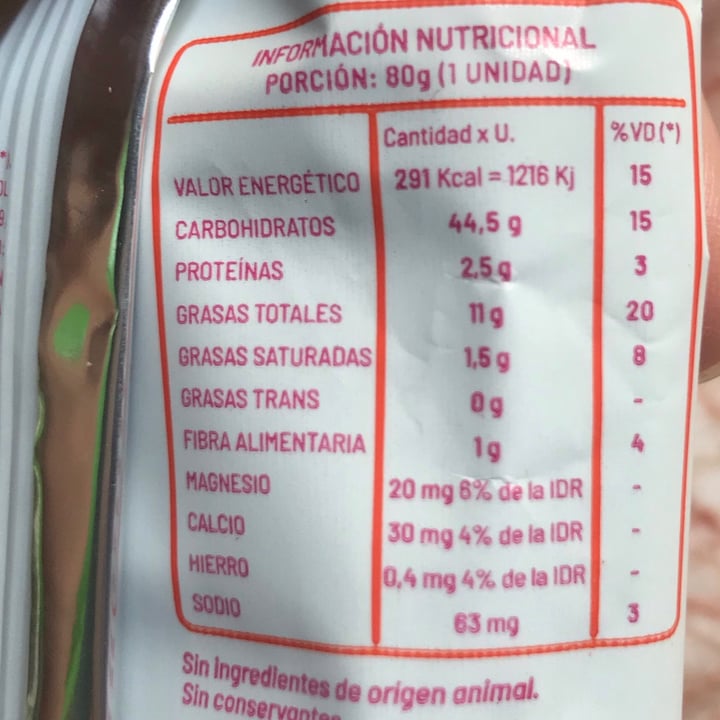 INFORMACIÓN NUTRICIONAL
PORCIÓN: 80g (1 UNIDAD)
Cantidad x U. %VD(*)
VALOR ENERGÉTICO 291 Kcal = 1216 Kj 15
CARBOHIDRATOS 44,5 g 15
PROTEÍNAS 2,5 g 3
GRASAS TOTALES 11 g 20
GRASAS SATURADAS 1,5 g 8
GRASAS TRANS 0 g -
FIBRA ALIMENTARIA 1 g 4
MAGNESIO 20 mg 6% de la IDR -
CALCIO 30 mg 4% de la IDR -
HIERRO 0,4 mg 4% de la IDR -
SODIO 63 mg 3
Sin Ingredientes de origen animal.
Sin conservantes